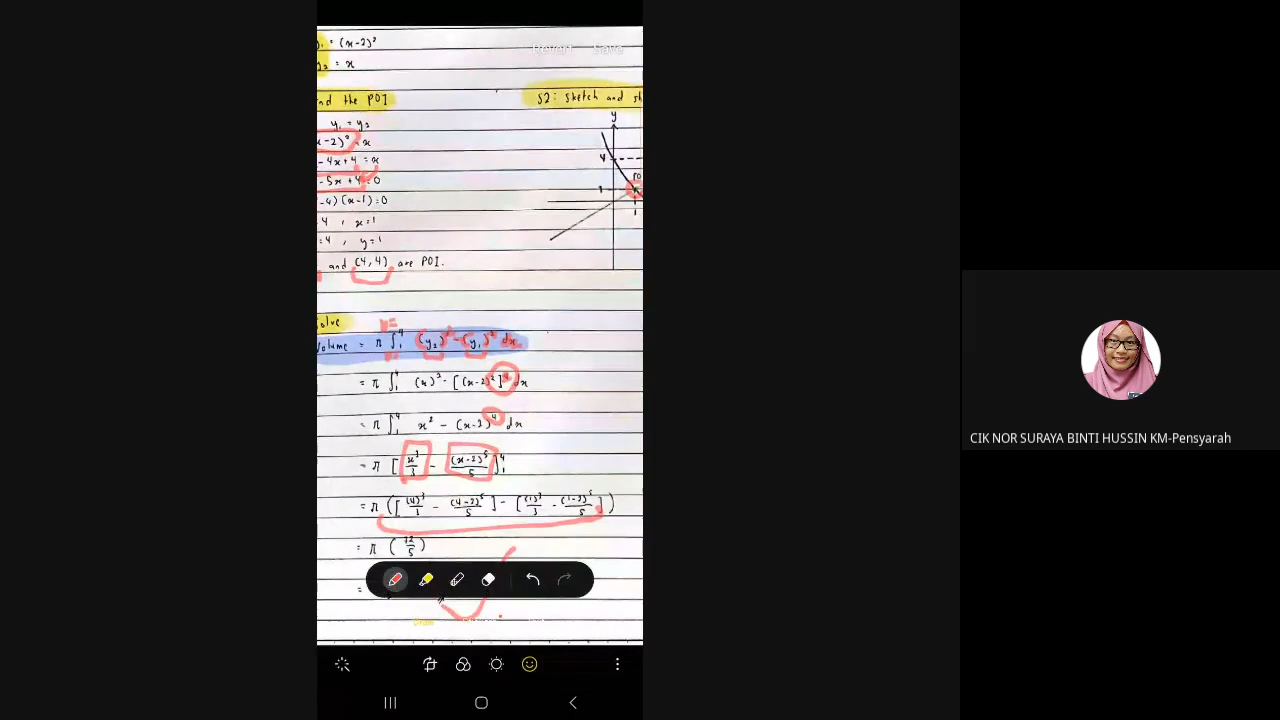 y₁ = (x-2)²
y₂ = x
nd the POI
S2: Sketch and sh
y₁ = y₂
x-2)² = x
- 4x+4 = x
- 5x+4 = 0
-4)(x-1)=0
4 , x=1
=4 , y=1
and (4,4) are POI.
y
4
1
1
olve
Volume = π ∫₁⁴ (y₂)² - (y₁)² dx
= π ∫₁⁴ (x)² - [(x-2)²]² dx
= π ∫₁⁴ x² - (x-2)⁴ dx
= π [ x³/3 - (x-2)⁵/5 ]₁⁴
= π ([ (4)³/3 - (4-2)⁵/5 ] - [ (1)³/3 - (1-2)⁵/5 ])
= π (72/5)
=
CIK NOR SURAYA BINTI HUSSIN KM-Pensyarah